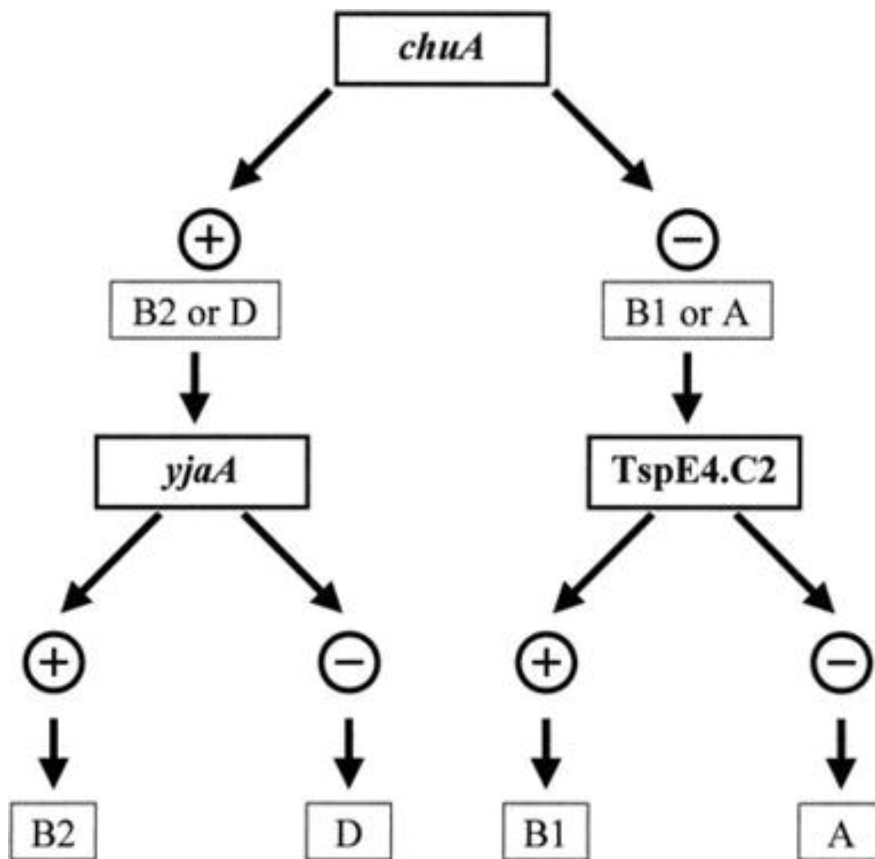 chuA
+ −
B2 or D B1 or A
yjaA TspE4.C2
+ − + −
B2 D B1 A